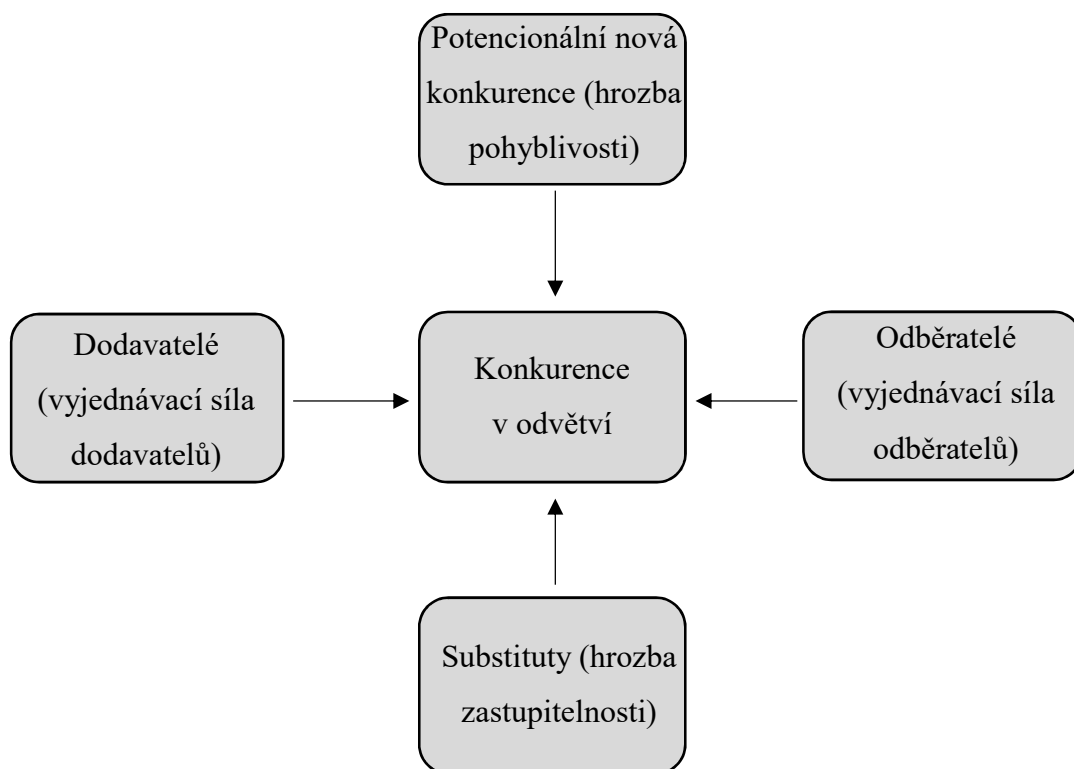 Potencionální nová
konkurence (hrozba
pohyblivosti)
Dodavatelé
(vyjednávací síla
dodavatelů)
Konkurence
v odvětví
Odběratelé
(vyjednávací síla
odběratelů)
Substituty (hrozba
zastupitelnosti)